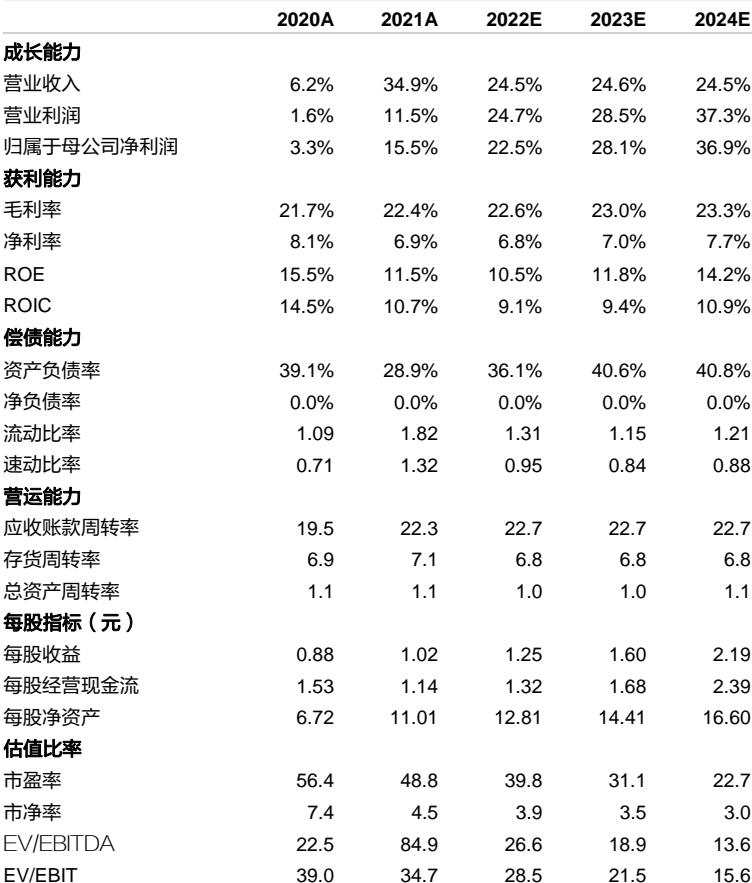 2020A 2021A 2022E 2023E 2024E
成长能力
营业收入 6.2% 34.9% 24.5% 24.6% 24.5%
营业利润 1.6% 11.5% 24.7% 28.5% 37.3%
归属于母公司净利润 3.3% 15.5% 22.5% 28.1% 36.9%
获利能力
毛利率 21.7% 22.4% 22.6% 23.0% 23.3%
净利率 8.1% 6.9% 6.8% 7.0% 7.7%
ROE 15.5% 11.5% 10.5% 11.8% 14.2%
ROIC 14.5% 10.7% 9.1% 9.4% 10.9%
偿债能力
资产负债率 39.1% 28.9% 36.1% 40.6% 40.8%
净负债率 0.0% 0.0% 0.0% 0.0% 0.0%
流动比率 1.09 1.82 1.31 1.15 1.21
速动比率 0.71 1.32 0.95 0.84 0.88
营运能力
应收账款周转率 19.5 22.3 22.7 22.7 22.7
存货周转率 6.9 7.1 6.8 6.8 6.8
总资产周转率 1.1 1.1 1.0 1.0 1.1
每股指标（元）
每股收益 0.88 1.02 1.25 1.60 2.19
每股经营现金流 1.53 1.14 1.32 1.68 2.39
每股净资产 6.72 11.01 12.81 14.41 16.60
估值比率
市盈率 56.4 48.8 39.8 31.1 22.7
市净率 7.4 4.5 3.9 3.5 3.0
EV/EBITDA 22.5 84.9 26.6 18.9 13.6
EV/EBIT 39.0 34.7 28.5 21.5 15.6